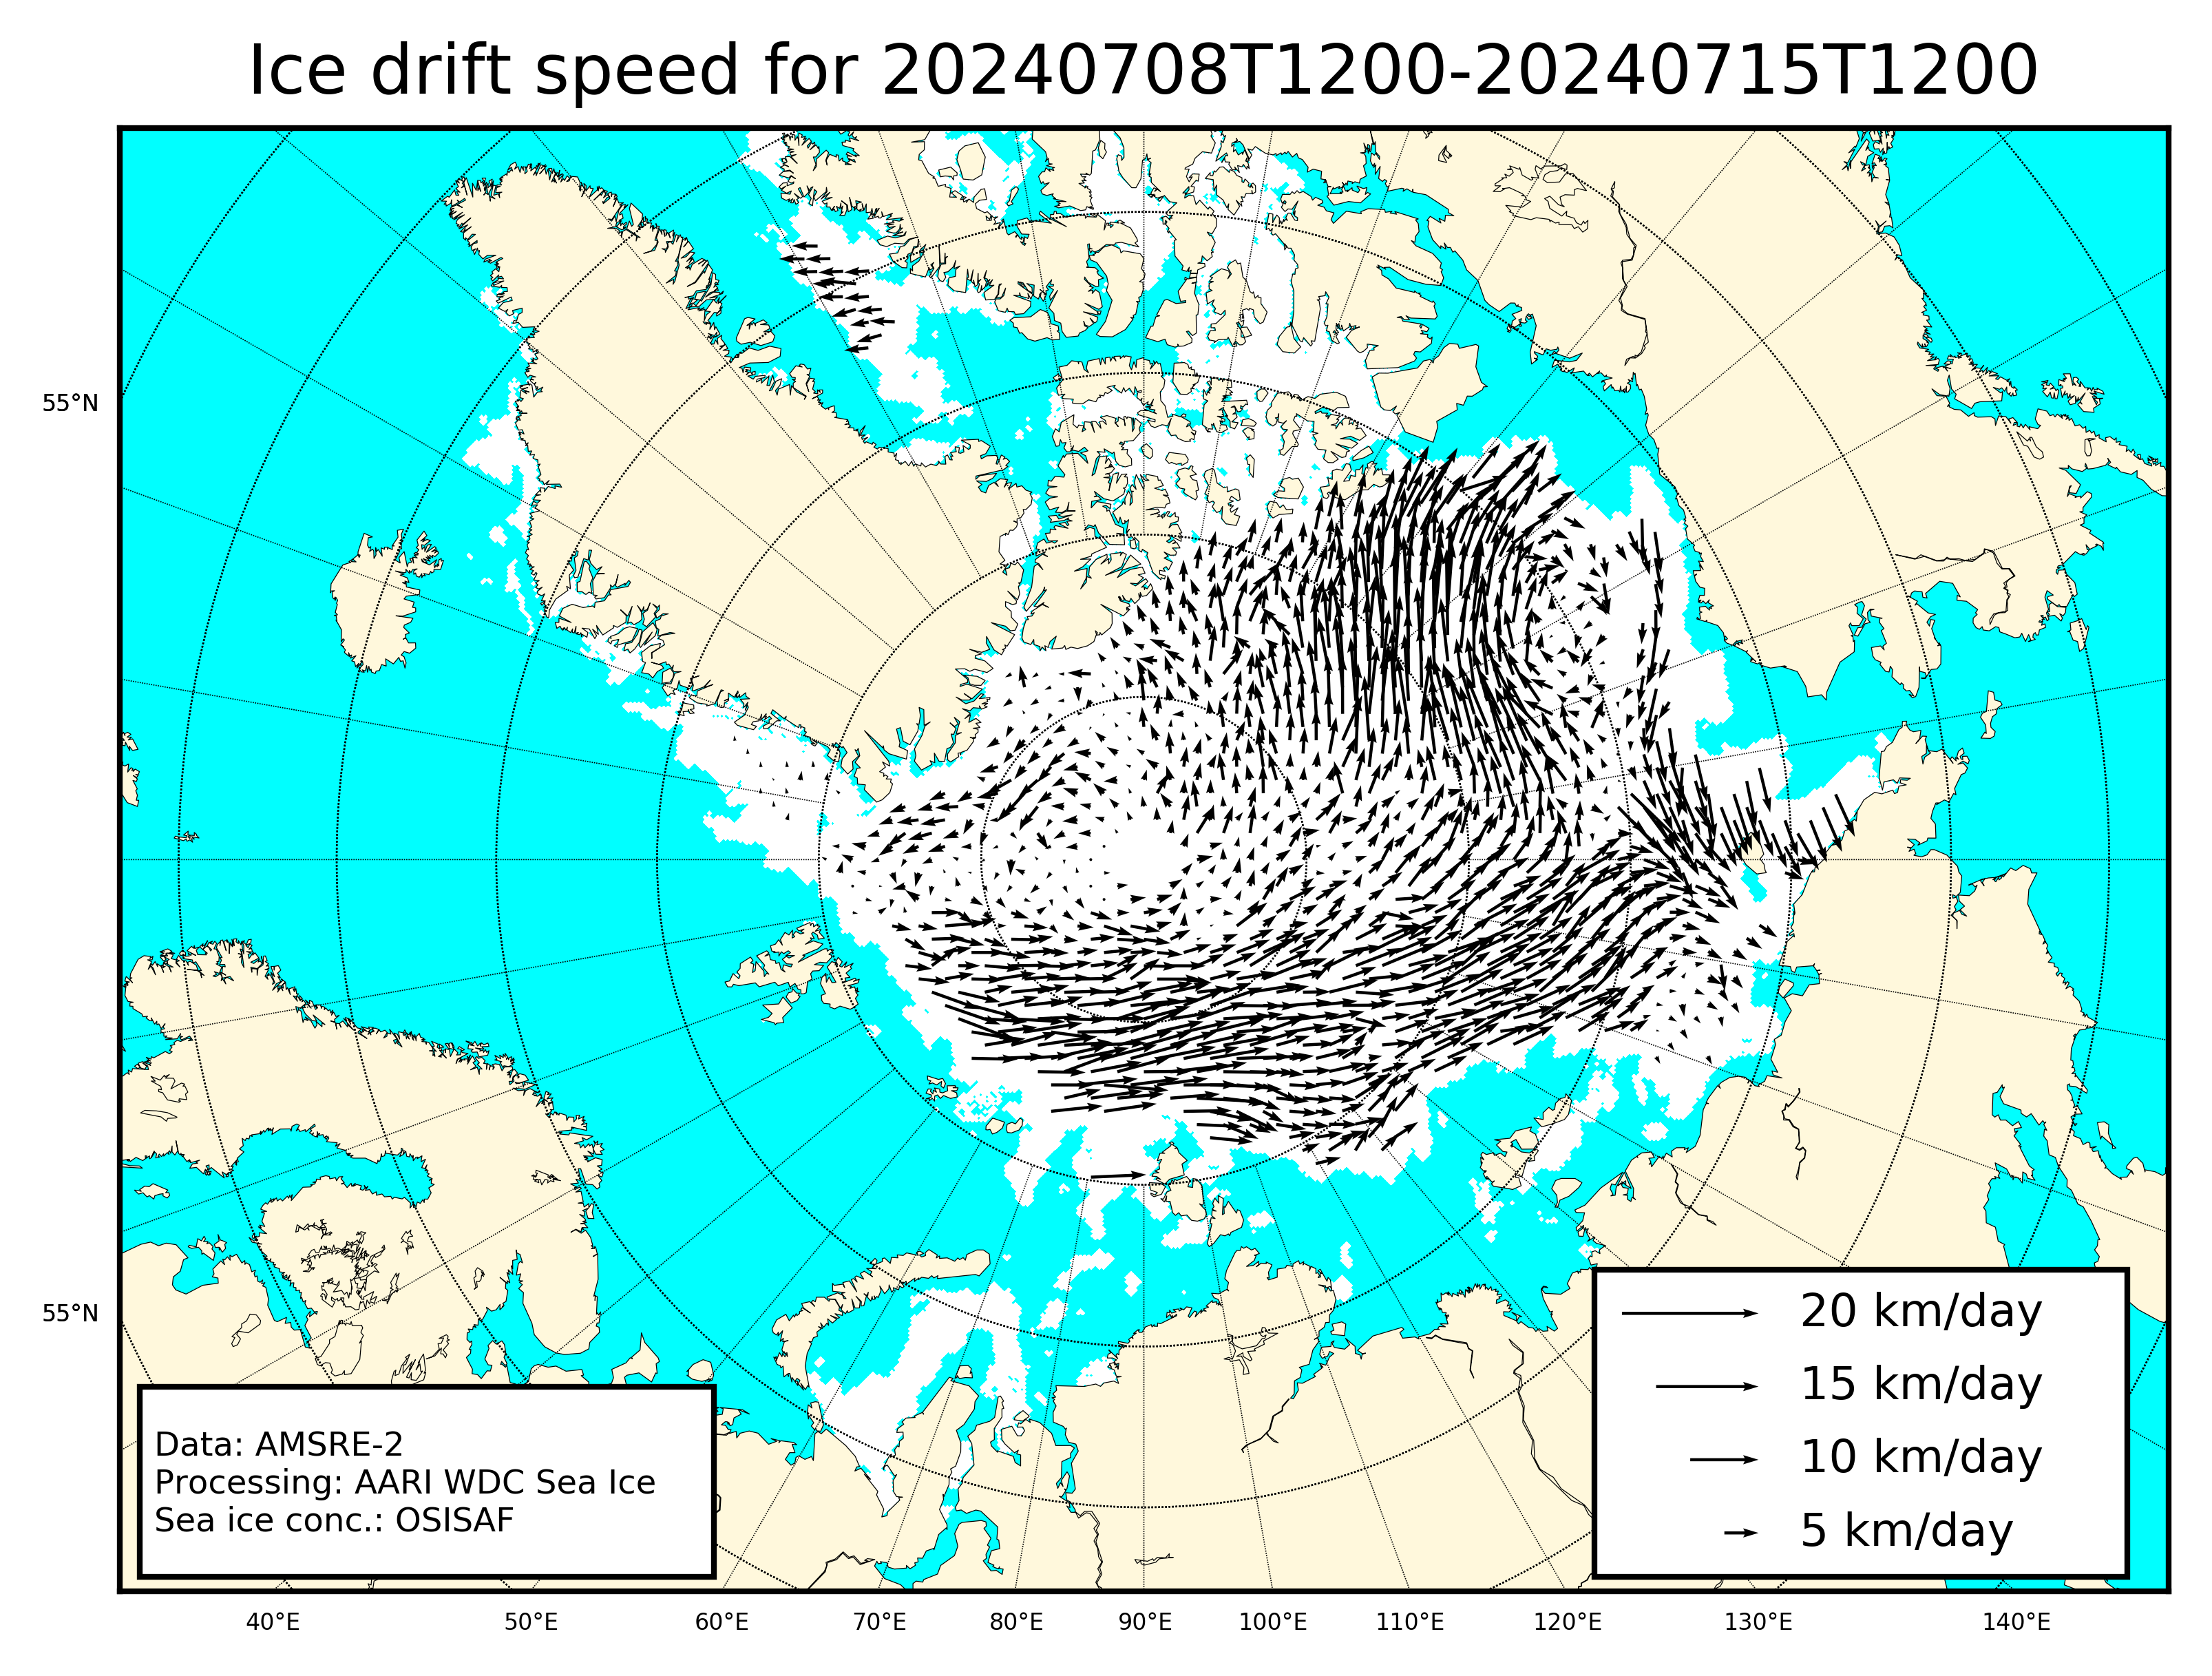 Ice drift speed for 20240708T1200-20240715T1200
55°N
55°N
20 km/day
15 km/day
10 km/day
5 km/day
Data: AMSRE-2
Processing: AARI WDC Sea Ice
Sea ice conc.: OSISAF
40°E 50°E 60°E 70°E 80°E 90°E 100°E 110°E 120°E 130°E 140°E